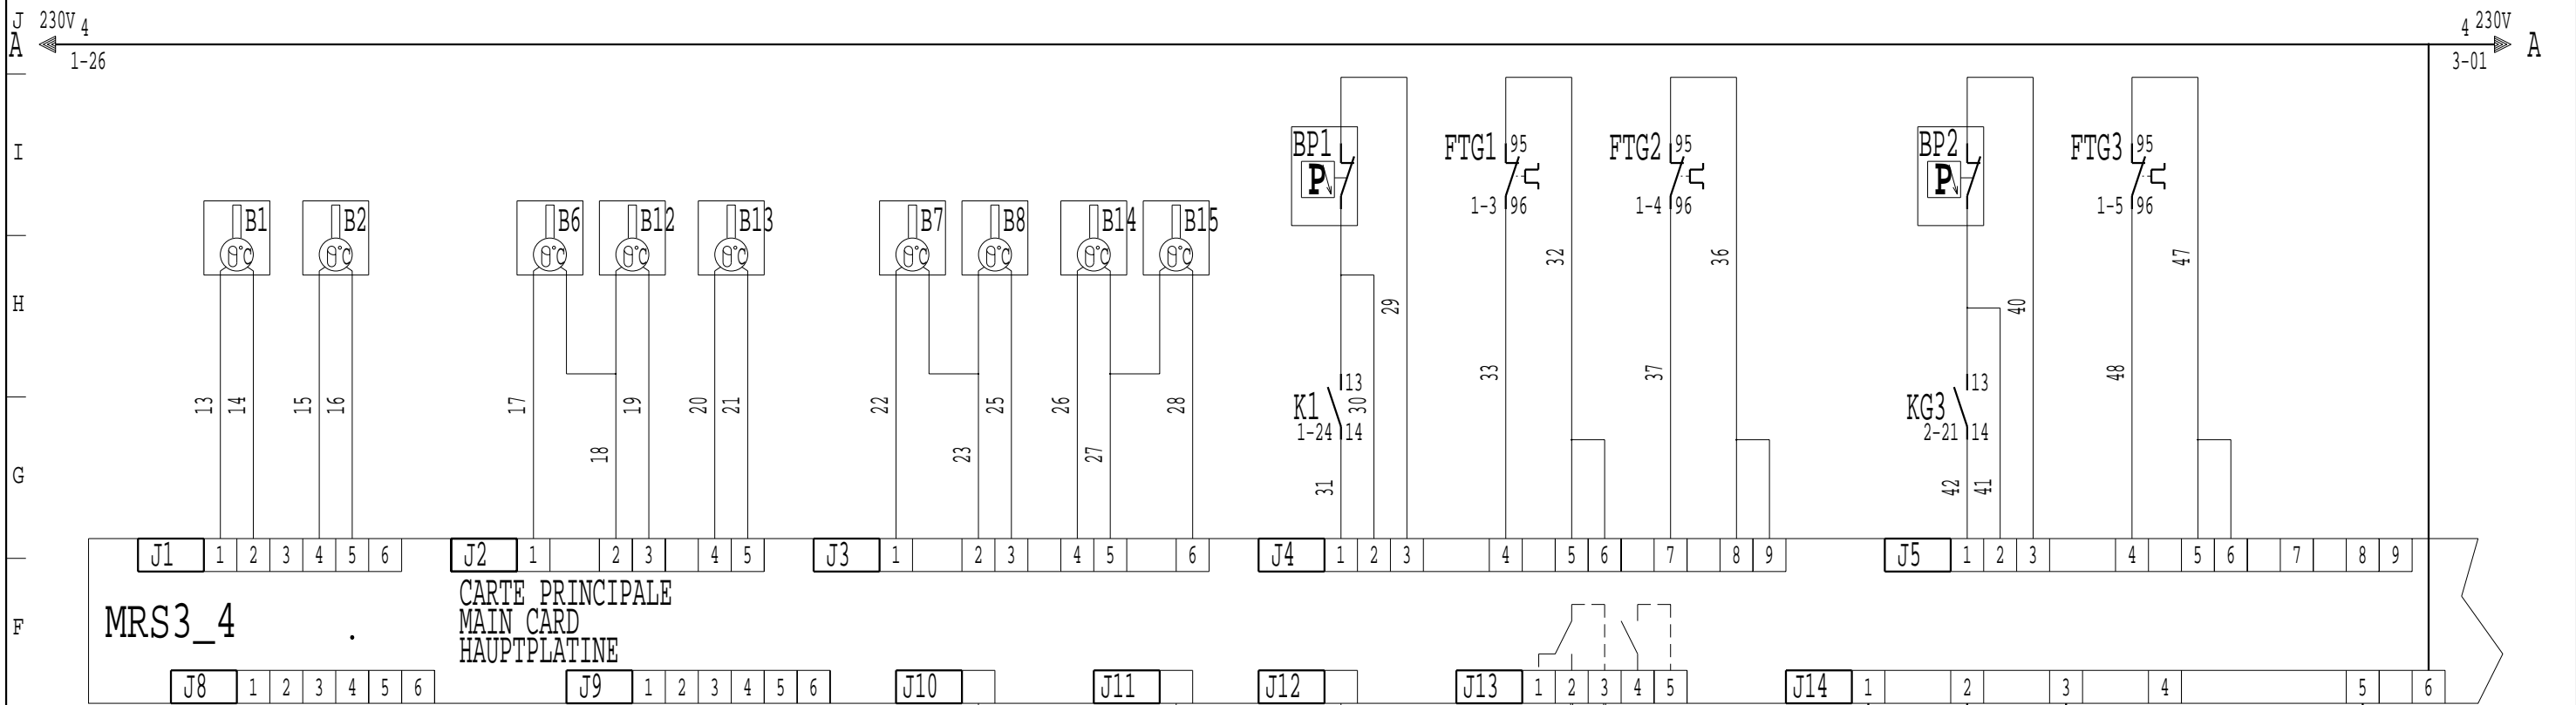 J 230V 4 4 230V
A A
1-26 3-01
I BP1 FTG1 95 FTG2 95 BP2 FTG3 95
P P
1-3 96 1-4 96 1-5 96
B1 B2 B6 B12 B13 B7 B8 B14 B15
θ°C θ°C θ°C θ°C θ°C θ°C θ°C θ°C θ°C
32 36 47
H 29 40
33 37 48
13 13
13 14 15 16 17 19 20 21 22 25 26 28 K1 30 KG3
1-24 14 2-21 14
18 23 27
G 31 42 41
J1 1 2 3 4 5 6 J2 1 2 3 4 5 J3 1 2 3 4 5 6 J4 1 2 3 4 5 6 7 8 9 J5 1 2 3 4 5 6 7 8 9
CARTE PRINCIPALE
F MRS3_4 . MAIN CARD
HAUPTPLATINE
J8 1 2 3 4 5 6 J9 1 2 3 4 5 6 J10 J11 J12 J13 1 2 3 4 5 J14 1 2 3 4 5 6